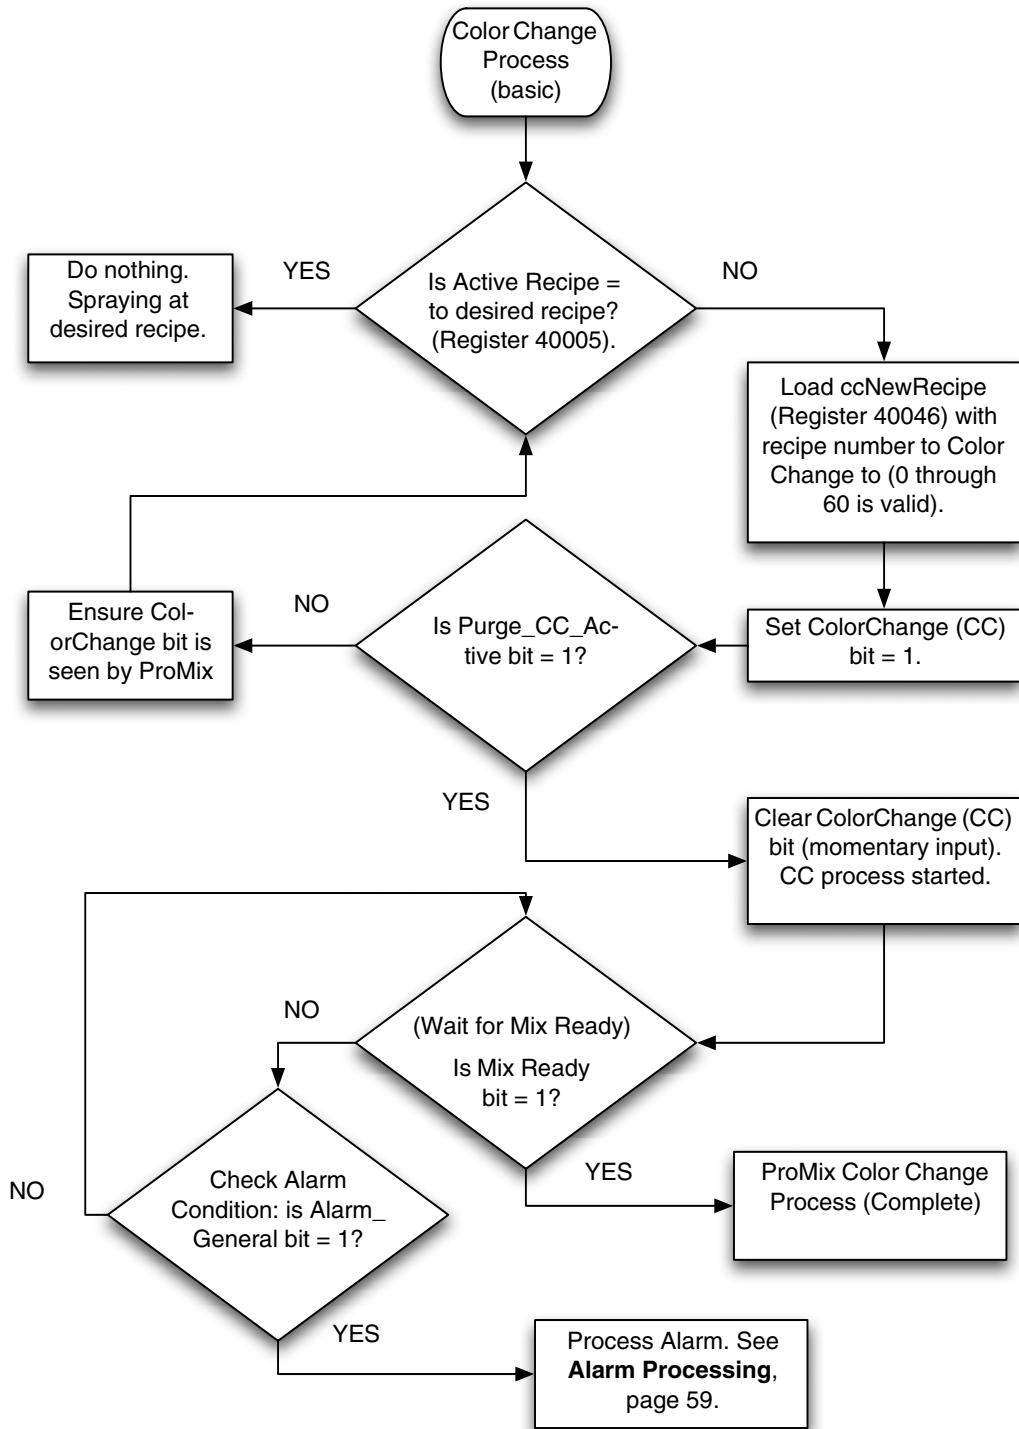 Color Change
Process
(basic)
Is Active Recipe =
to desired recipe?
(Register 40005).
YES
Do nothing.
Spraying at
desired recipe.
NO
Load ccNewRecipe
(Register 40046) with
recipe number to Color
Change to (0 through
60 is valid).
Set ColorChange (CC)
bit = 1.
Is Purge_CC_Ac-
tive bit = 1?
NO
Ensure Col-
orChange bit is
seen by ProMix
YES
Clear ColorChange (CC)
bit (momentary input).
CC process started.
(Wait for Mix Ready)
Is Mix Ready
bit = 1?
NO
Check Alarm
Condition: is Alarm_
General bit = 1?
NO
YES
ProMix Color Change
Process (Complete)
YES
Process Alarm. See
Alarm Processing,
page 59.